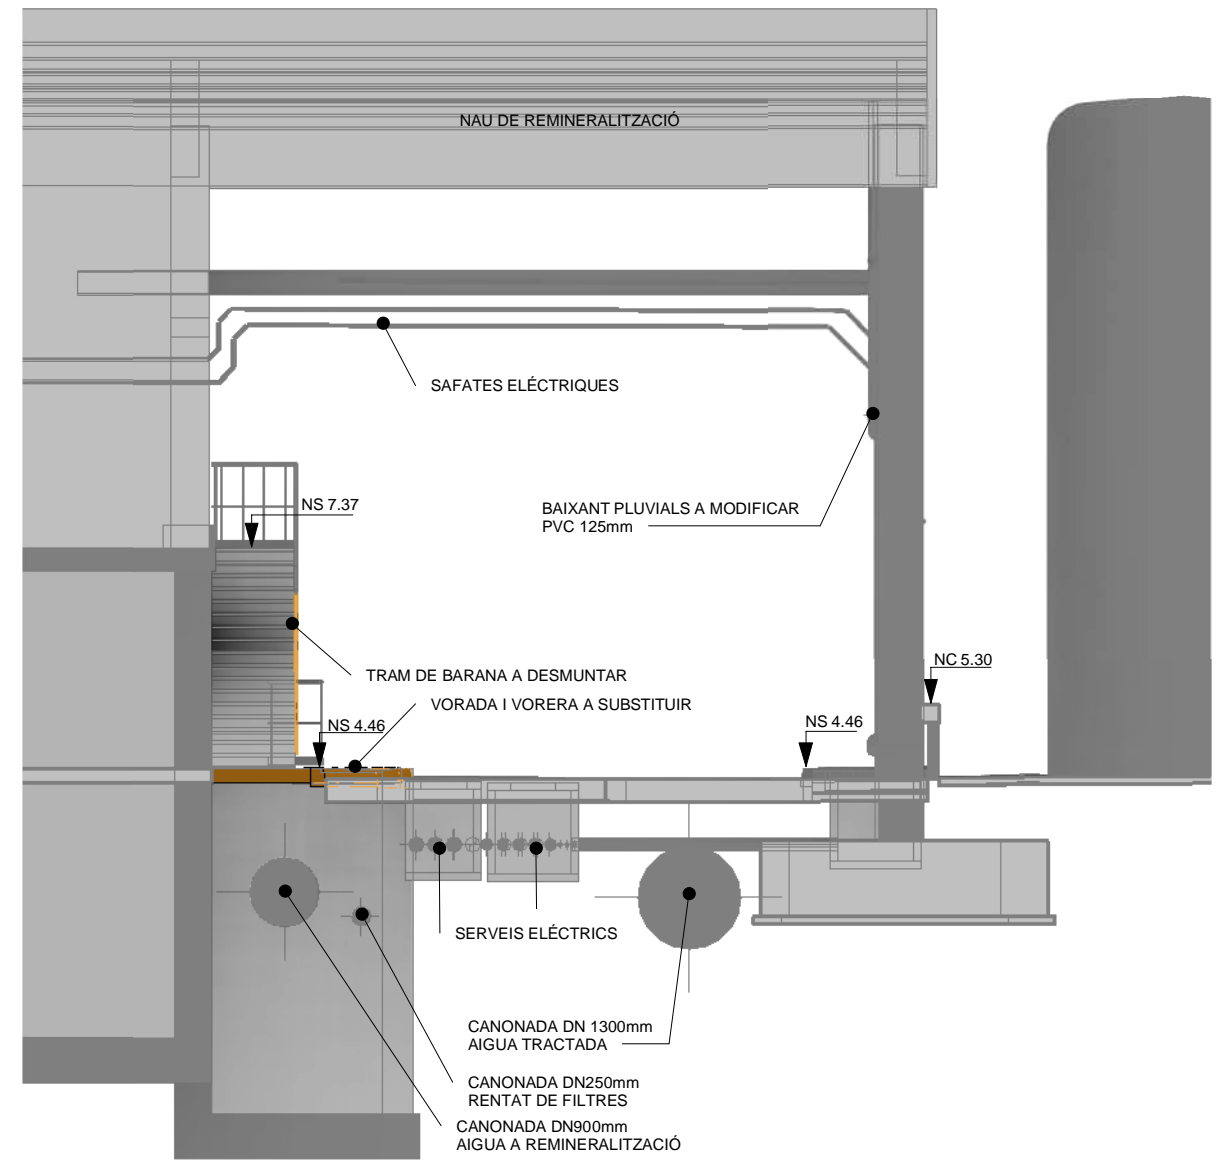 NAU DE REMINERALITZACIÓ
SAFATES ELÉCTRIQUES
NS 7.37
BAIXANT PLUVIALS A MODIFICAR
PVC 125mm
NC 5.30
TRAM DE BARANA A DESMUNTAR
VORADA I VORERA A SUBSTITUIR
NS 4.46
NS 4.46
SERVEIS ELÉCTRICS
CANONADA DN 1300mm
AIGUA TRACTADA
CANONADA DN250mm
RENTAT DE FILTRES
CANONADA DN900mm
AIGUA A REMINERALITZACIÓ